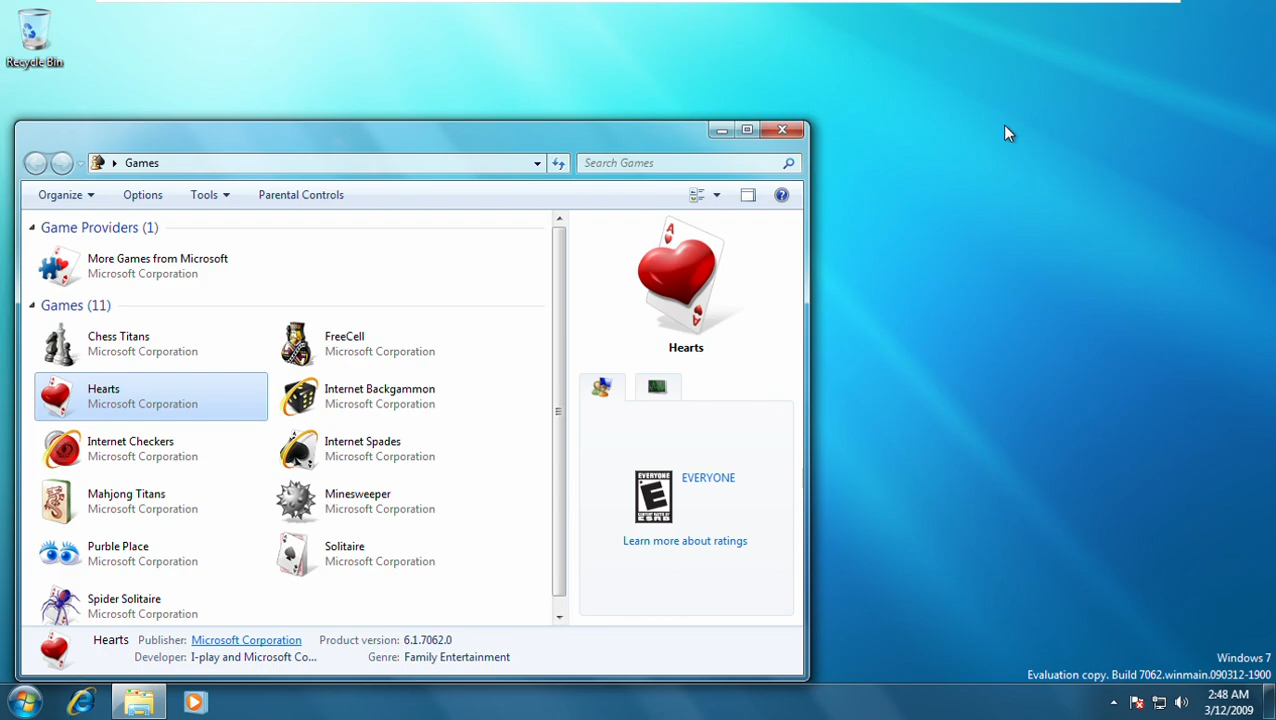 Recycle Bin
Games
Search Games
Organize
Options
Tools
Parental Controls
Game Providers (1)
More Games from Microsoft
Microsoft Corporation
Games (11)
Chess Titans
Microsoft Corporation
FreeCell
Microsoft Corporation
Hearts
Microsoft Corporation
Internet Backgammon
Microsoft Corporation
Internet Checkers
Microsoft Corporation
Internet Spades
Microsoft Corporation
Mahjong Titans
Microsoft Corporation
Minesweeper
Microsoft Corporation
Purble Place
Microsoft Corporation
Solitaire
Microsoft Corporation
Spider Solitaire
Microsoft Corporation
Hearts
EVERYONE
E
CONTENT RATED BY
ESRB
EVERYONE
Learn more about ratings
Hearts Publisher: Microsoft Corporation Product version: 6.1.7062.0
Developer: I-play and Microsoft Co... Genre: Family Entertainment
Windows 7
Evaluation copy. Build 7062.winmain.090312-1900
2:48 AM
3/12/2009